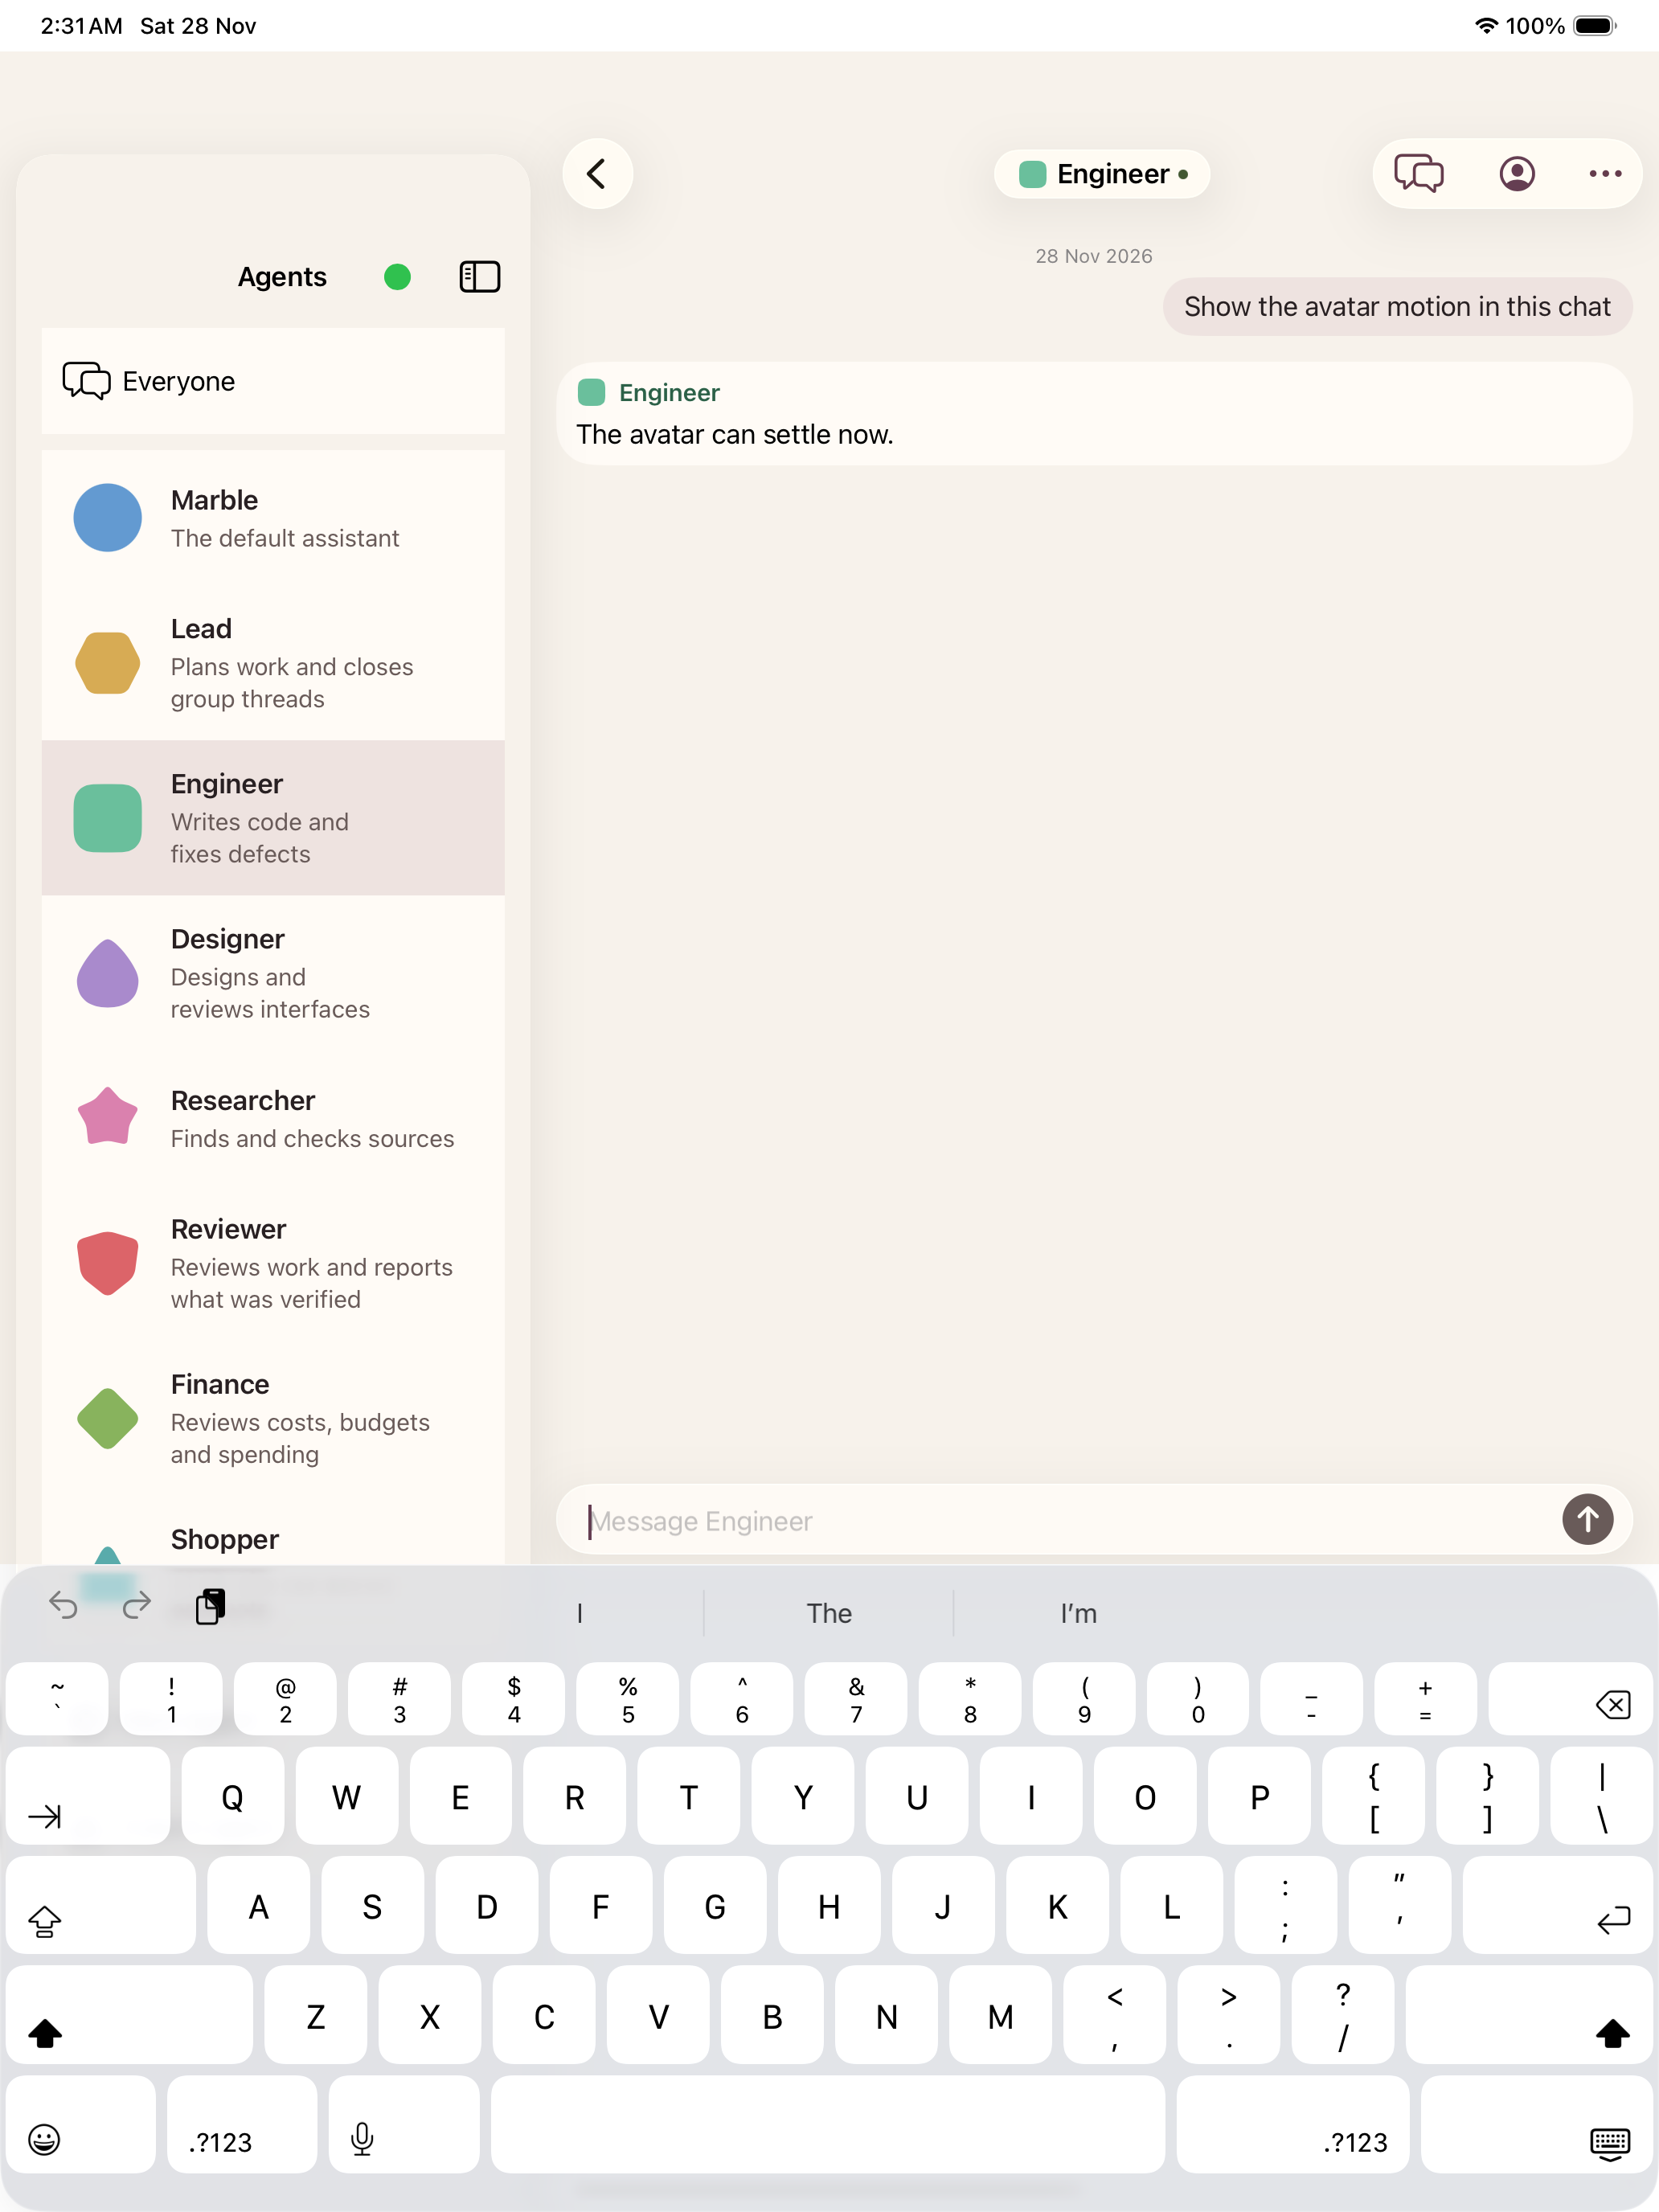 2:31 AM Sat 28 Nov
100%
Agents
Everyone
Marble
The default assistant
Lead
Plans work and closes
group threads
Engineer
Writes code and
fixes defects
Designer
Designs and
reviews interfaces
Researcher
Finds and checks sources
Reviewer
Reviews work and reports
what was verified
Finance
Reviews costs, budgets
and spending
Shopper
Engineer
28 Nov 2026
Show the avatar motion in this chat
Engineer
The avatar can settle now.
Message Engineer
I The I’m
~ ! @ # $ % ^ & * ( ) _ +
` 1 2 3 4 5 6 7 8 9 0 - =
Q W E R T Y U I O P { } |
[ ] \
A S D F G H J K L : "
; '
Z X C V B N M < > ?
, . /
.?123 .?123